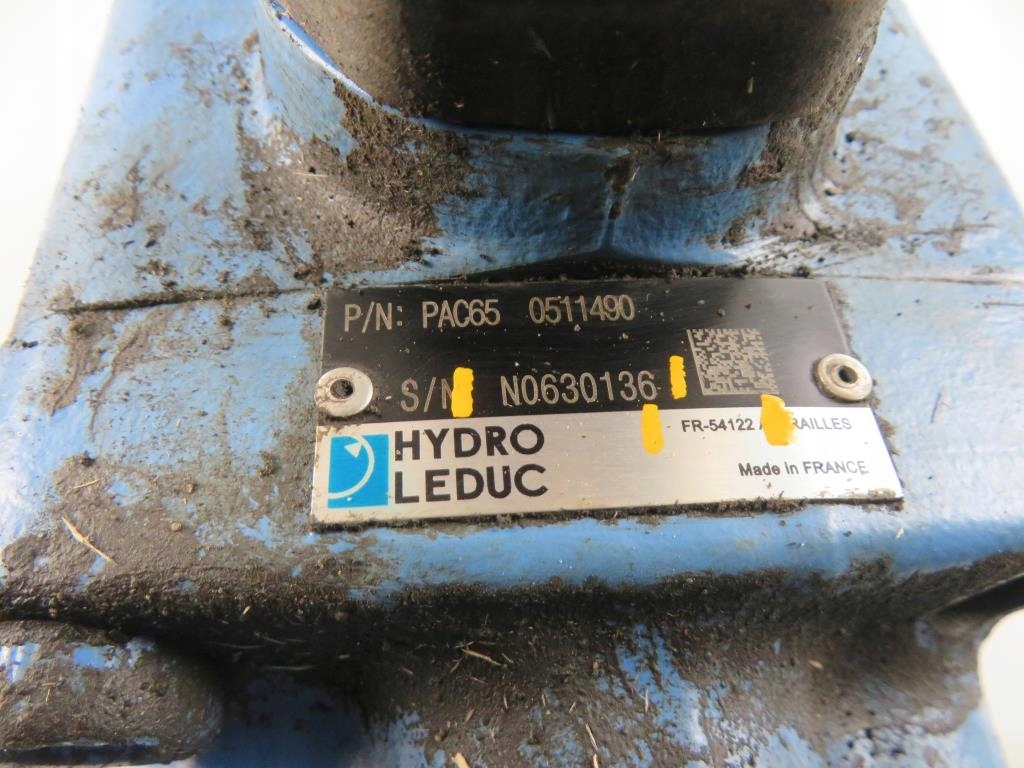 P/N: PAC65 0511490
S/N N0630136
HYDRO
LEDUC
FR-54122
Made in FRANCE